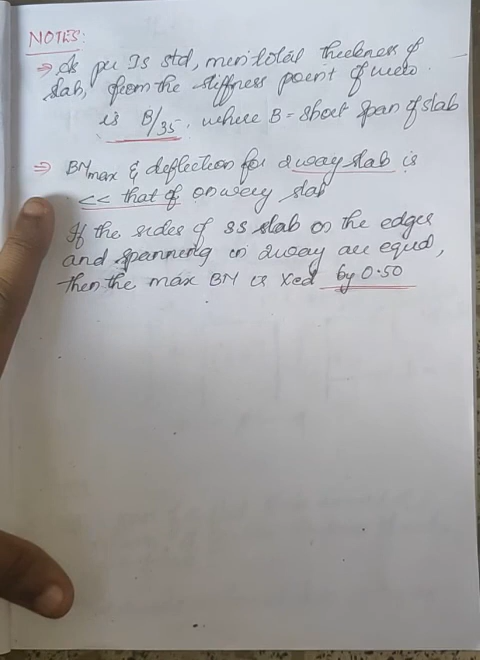 NOTES:
⇒ As per Is std, min total thickness of
slab, from the stiffness point of view
is B/35, where B = short span of slab
⇒ BMmax & deflection for 2way slab is
<< that of onewey slab
If the sides of ss slab on the edges
and spanning in 2way are equal,
then the max BM is Xed by 0.50